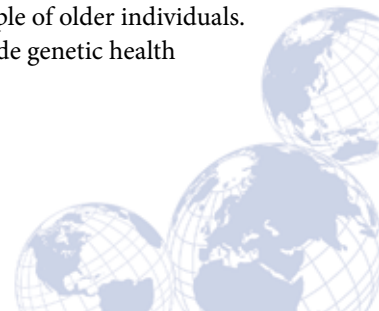 ple of older individuals.
de genetic health